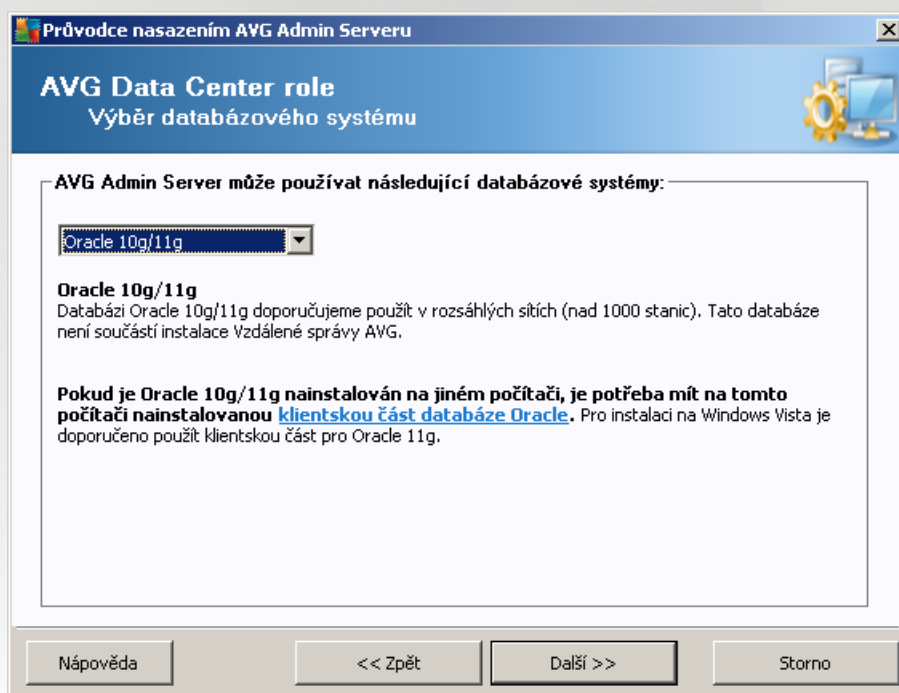 Průvodce nasazením AVG Admin Serveru
AVG Data Center role
Výběr databázového systému
AVG Admin Server může používat následující databázové systémy:
Oracle 10g/11g
Oracle 10g/11g
Databázi Oracle 10g/11g doporučujeme použít v rozsáhlých sítích (nad 1000 stanic). Tato databáze
není součástí instalace Vzdálené správy AVG.
Pokud je Oracle 10g/11g nainstalován na jiném počítači, je potřeba mít na tomto
počítači nainstalovanou klientskou část databáze Oracle. Pro instalaci na Windows Vista je
doporučeno použít klientskou část pro Oracle 11g.
Nápověda
<< Zpět
Další >>
Storno